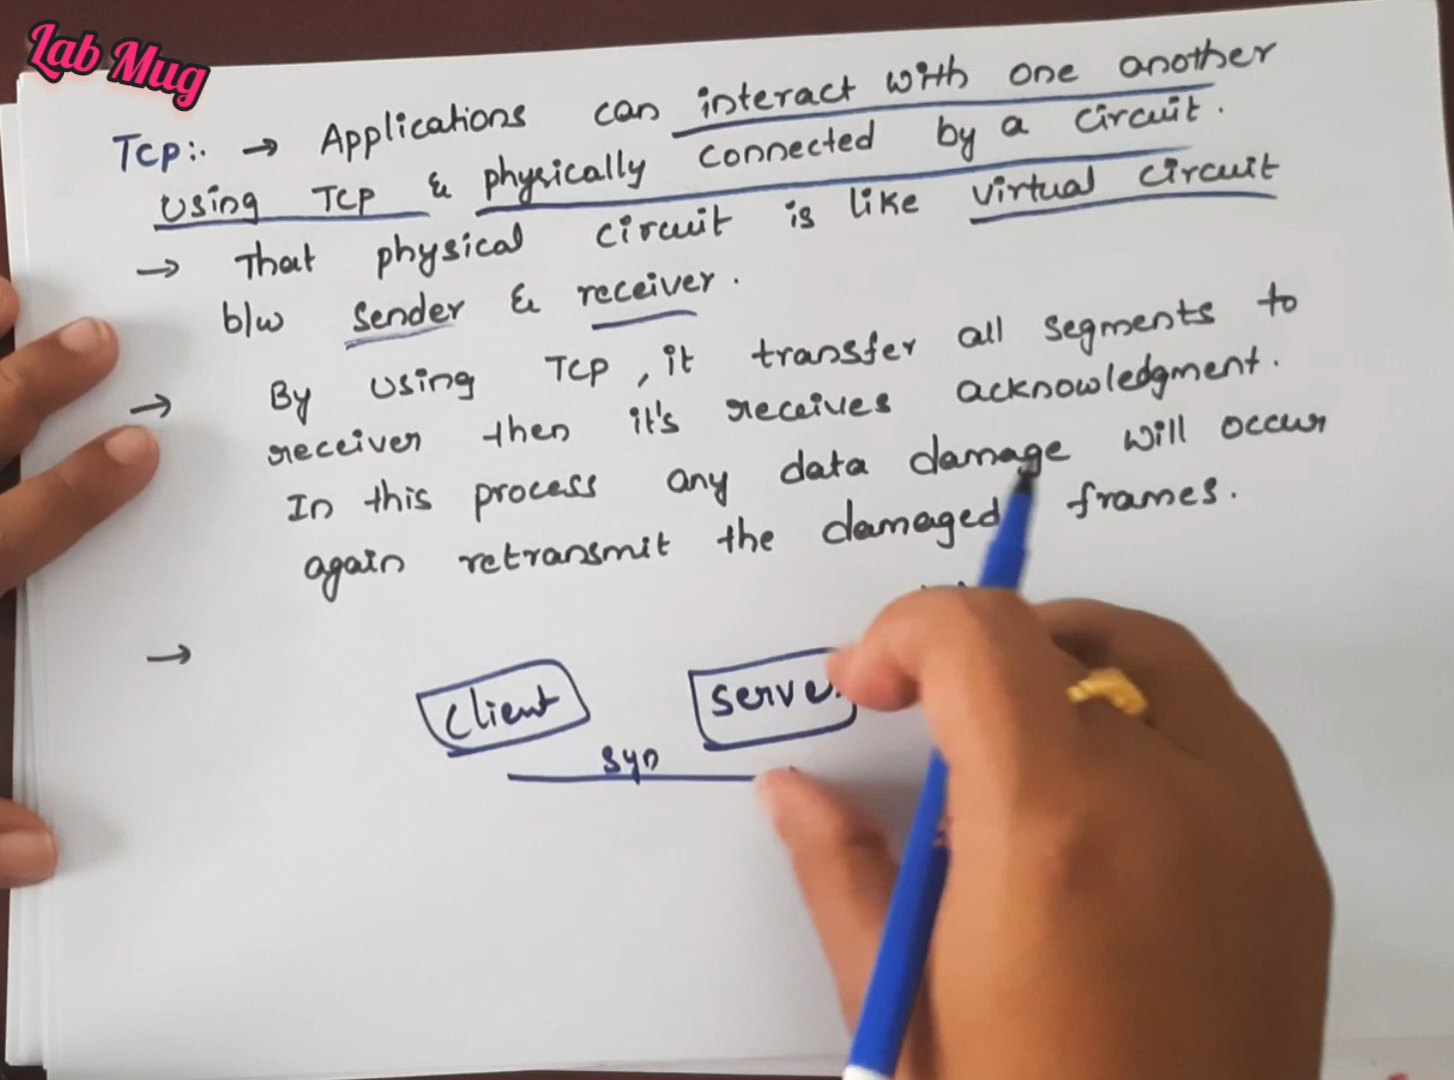 Lab Mug
TCP:- → Applications can interact with one another
using TCP & physically connected by a circuit.
→ That physical circuit is like virtual circuit
b/w sender & receiver.
→ By using TCP, it transfer all segments to
receiver then it's receives acknowledgment.
In this process any data damage will occur
again retransmit the damaged frames.
→
client serve
syn